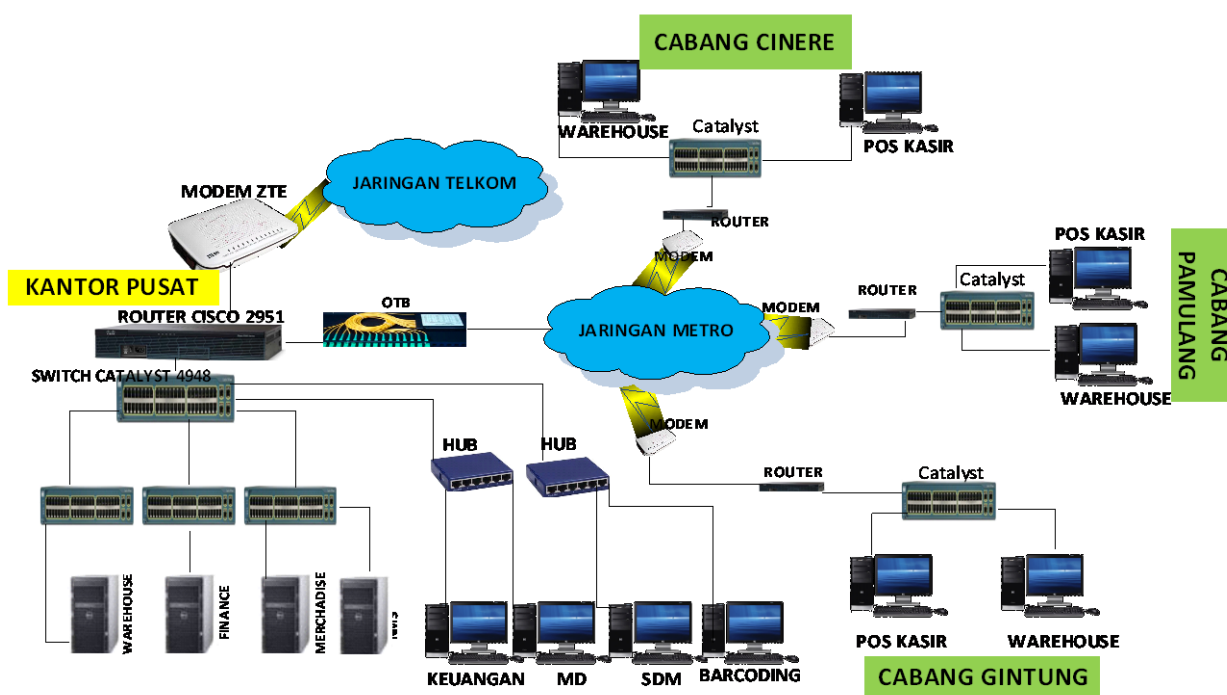 CABANG CINERE
WAREHOUSE
Catalyst
POS KASIR
MODEM ZTE
JARINGAN TELKOM
ROUTER
MODEM
KANTOR PUSAT
ROUTER CISCO 2951
OTB
JARINGAN METRO
MODEM
ROUTER
Catalyst
POS KASIR
WAREHOUSE
CABANG
PAMULANG
SWITCH CATALYST 4948
HUB
HUB
MODEM
ROUTER
Catalyst
WAREHOUSE
FINANCE
MERCHADISE
NMS
KEUANGAN
MD
SDM
BARCODING
POS KASIR
WAREHOUSE
CABANG GINTUNG